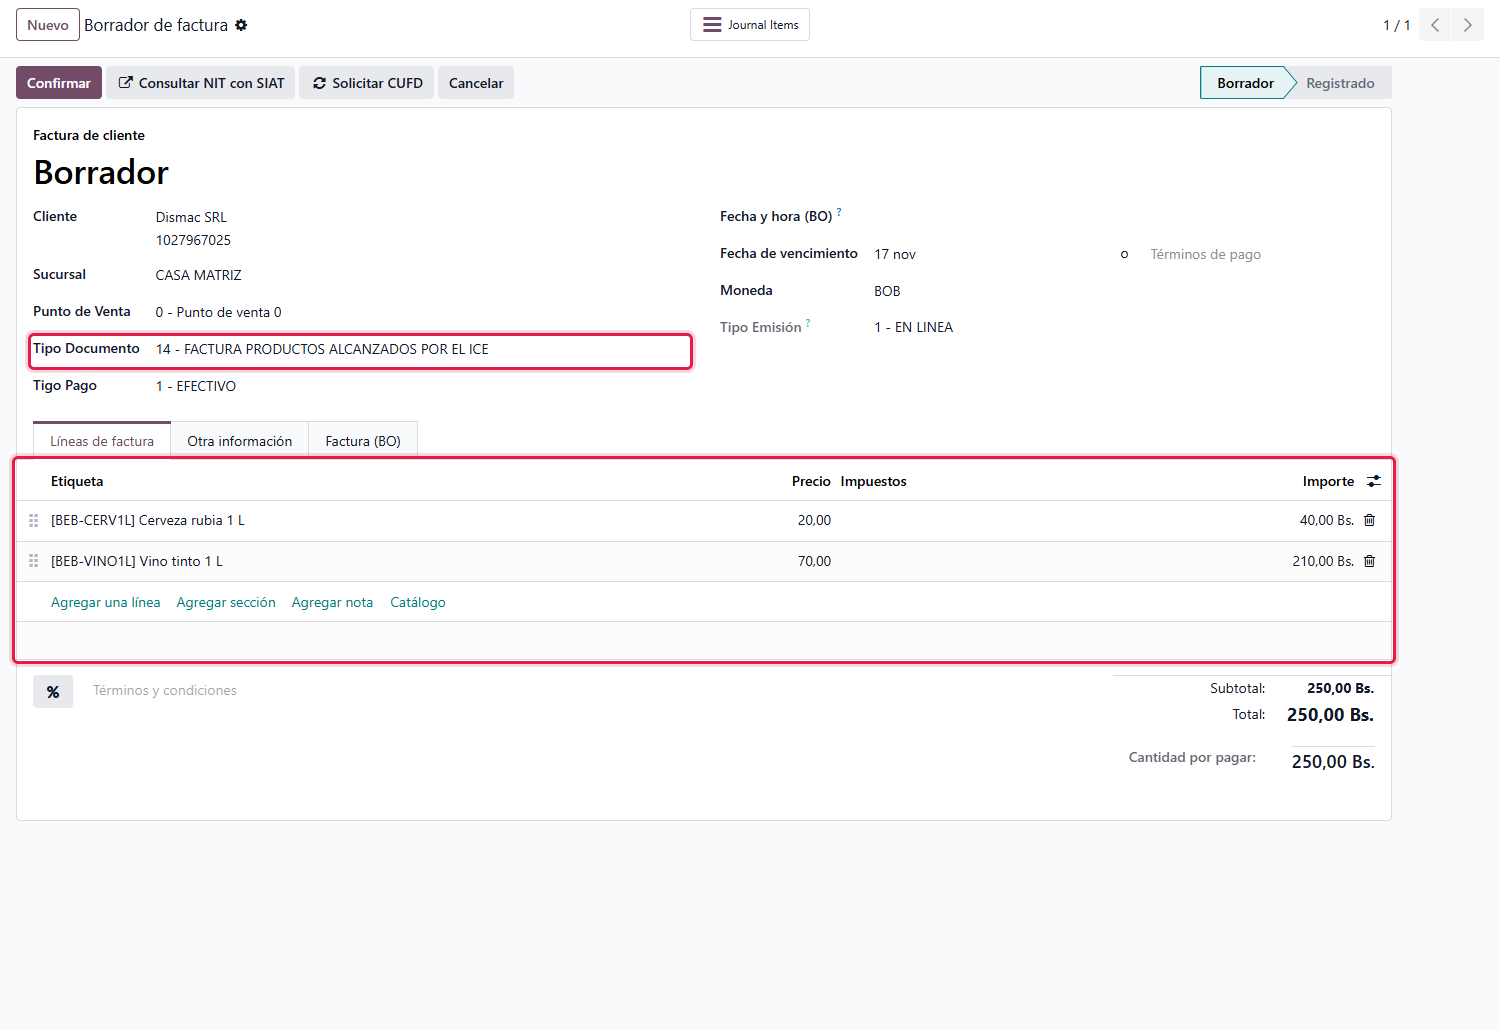 Nuevo Borrador de factura
Journal Items
1 / 1
Confirmar Consultar NIT con SIAT Solicitar CUFD Cancelar
Borrador Registrado
Factura de cliente
Borrador
Cliente Dismac SRL
1027967025
Sucursal CASA MATRIZ
Punto de Venta 0 - Punto de venta 0
Tipo Documento 14 - FACTURA PRODUCTOS ALCANZADOS POR EL ICE
Tigo Pago 1 - EFECTIVO
Fecha y hora (BO) ?
Fecha de vencimiento 17 nov o Términos de pago
Moneda BOB
Tipo Emisión ? 1 - EN LINEA
Líneas de factura Otra información Factura (BO)
Etiqueta Precio Impuestos Importe
[BEB-CERV1L] Cerveza rubia 1 L 20,00 40,00 Bs.
[BEB-VINO1L] Vino tinto 1 L 70,00 210,00 Bs.
Agregar una línea Agregar sección Agregar nota Catálogo
% Términos y condiciones
Subtotal: 250,00 Bs.
Total: 250,00 Bs.
Cantidad por pagar: 250,00 Bs.